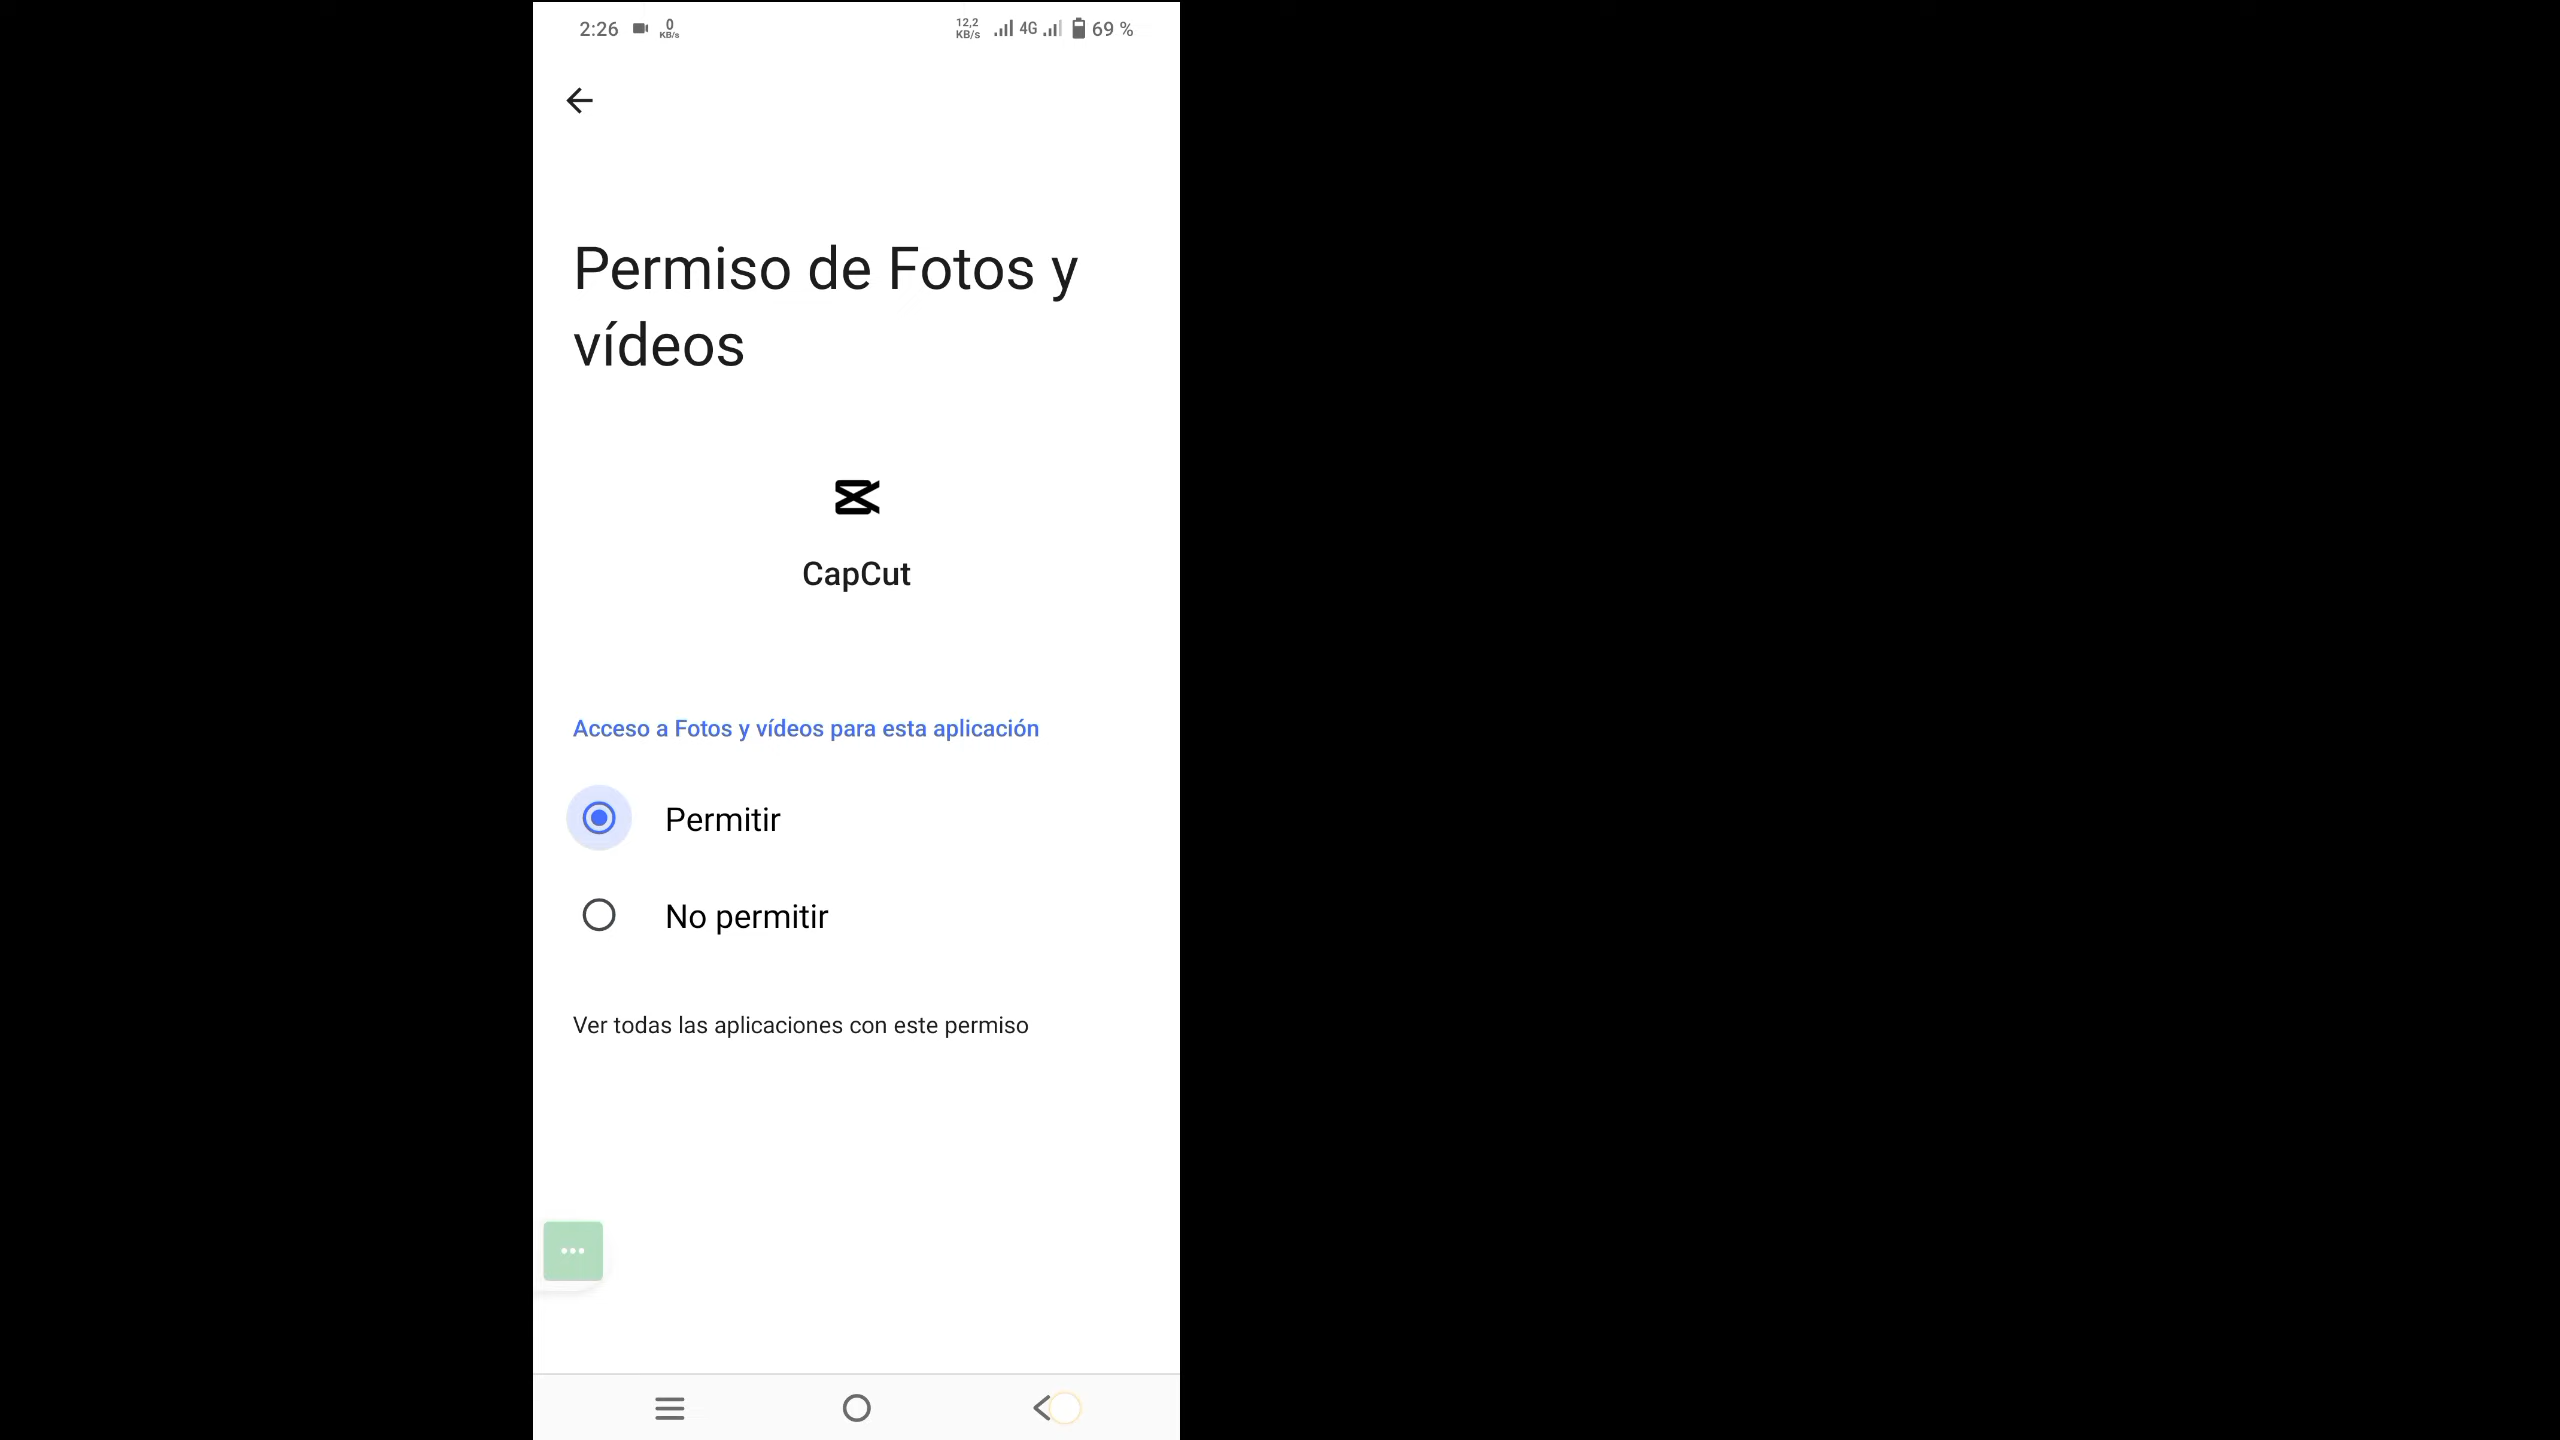 2:26 0 KB/s 12,2 KB/s 4G 69 %
Permiso de Fotos y
vídeos
CapCut
Acceso a Fotos y vídeos para esta aplicación
Permitir
No permitir
Ver todas las aplicaciones con este permiso